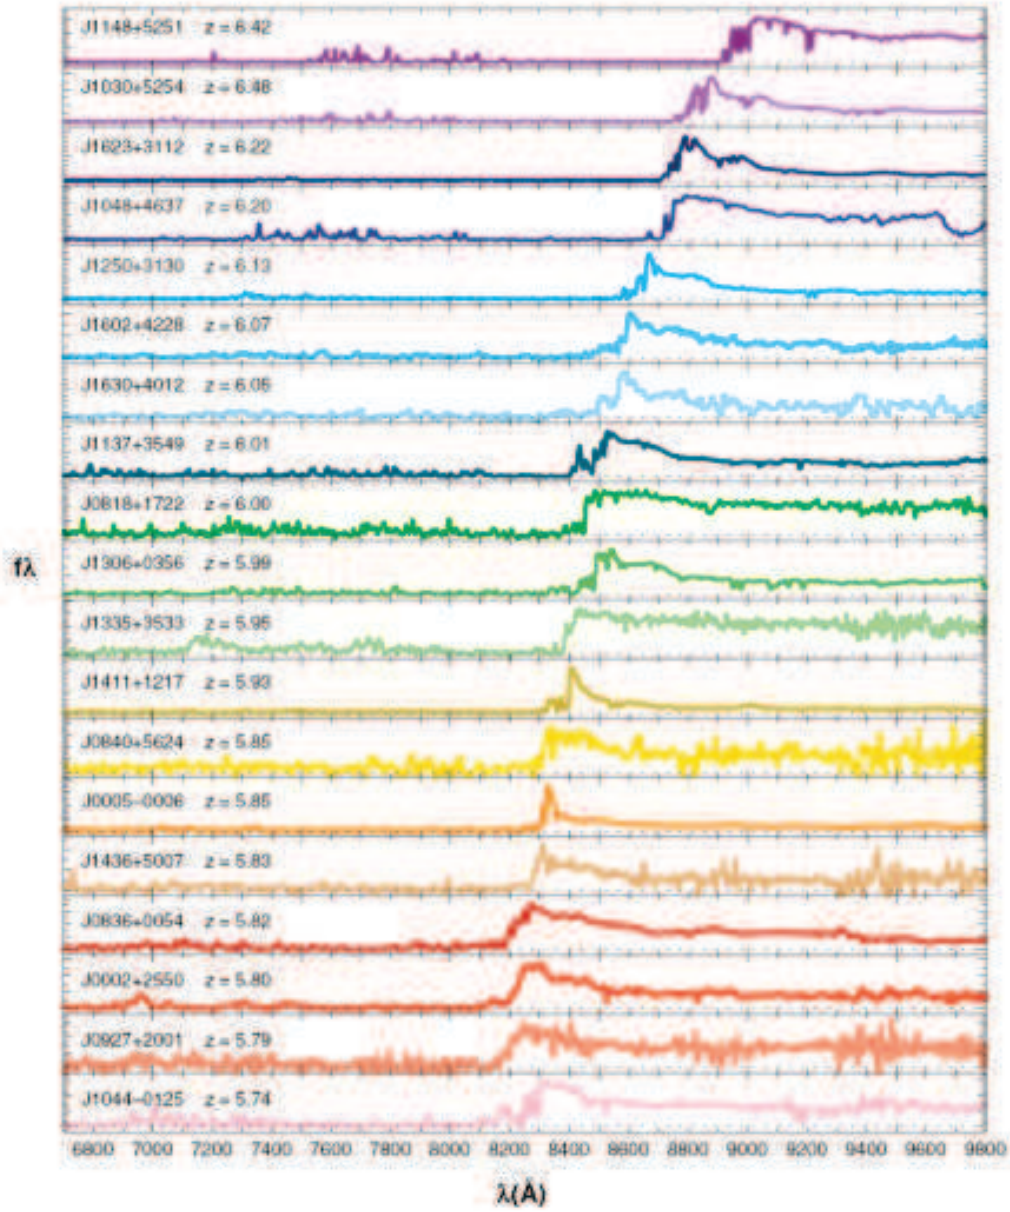 J1148+5251 z = 6.42
J1030+5254 z = 6.48
J1623+3112 z = 6.22
J1048+4637 z = 6.20
J1250+3130 z = 6.13
J1602+4228 z = 6.07
J1630+4012 z = 6.05
J1137+3549 z = 6.01
J0818+1722 z = 6.00
J1306+0356 z = 5.99
fλ
J1335+3533 z = 5.95
J1411+1217 z = 5.93
J0840+5624 z = 5.85
J0005-0006 z = 5.85
J1436+5007 z = 5.83
J0836+0054 z = 5.82
J0002+2550 z = 5.80
J0927+2001 z = 5.79
J1044-0125 z = 5.74
6800 7000 7200 7400 7600 7800 8000 8200 8400 8600 8800 9000 9200 9400 9600 9800
λ(Å)